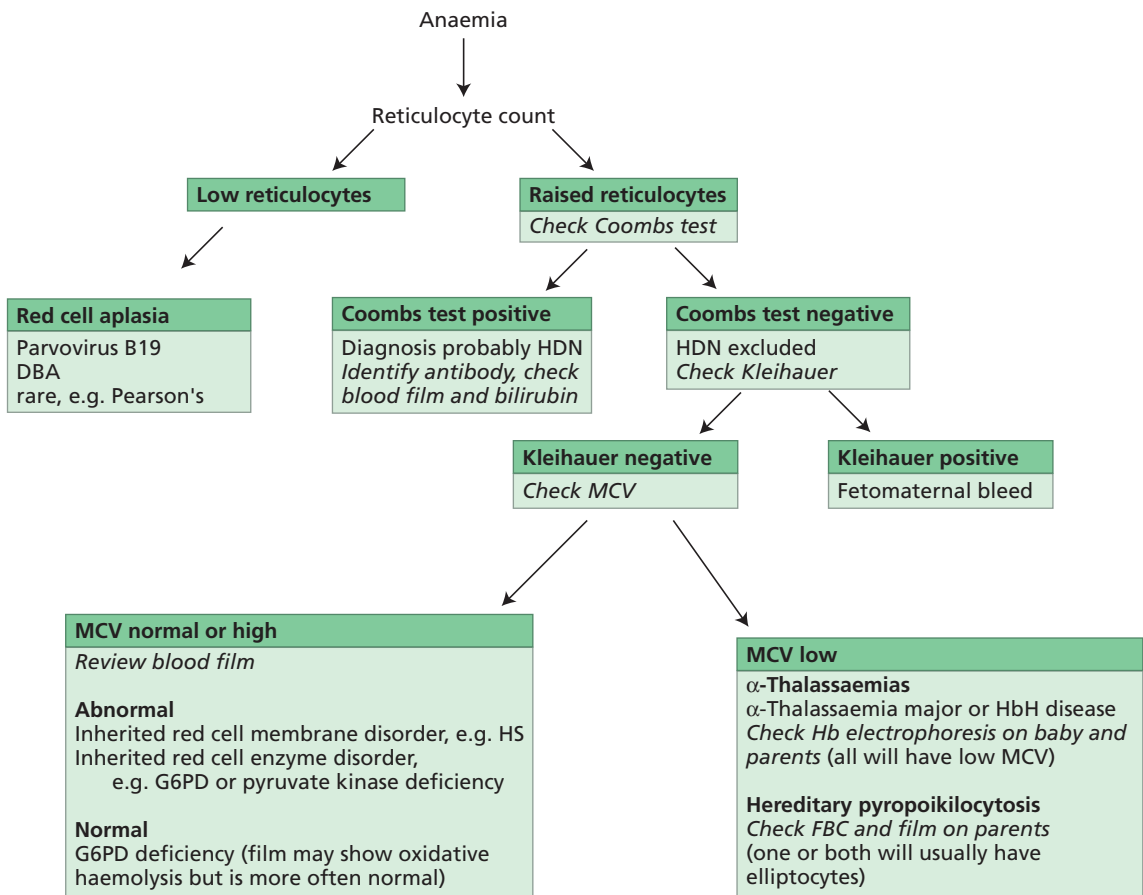 Anaemia
Reticulocyte count
Low reticulocytes
Raised reticulocytes
Check Coombs test
Red cell aplasia
Parvovirus B19
DBA
rare, e.g. Pearson's
Coombs test positive
Diagnosis probably HDN
Identify antibody, check
blood film and bilirubin
Coombs test negative
HDN excluded
Check Kleihauer
Kleihauer negative
Check MCV
Kleihauer positive
Fetomaternal bleed
MCV normal or high
Review blood film
Abnormal
Inherited red cell membrane disorder, e.g. HS
Inherited red cell enzyme disorder,
e.g. G6PD or pyruvate kinase deficiency
Normal
G6PD deficiency (film may show oxidative
haemolysis but is more often normal)
MCV low
α-Thalassaemias
α-Thalassaemia major or HbH disease
Check Hb electrophoresis on baby and
parents (all will have low MCV)
Hereditary pyropoikilocytosis
Check FBC and film on parents
(one or both will usually have
elliptocytes)